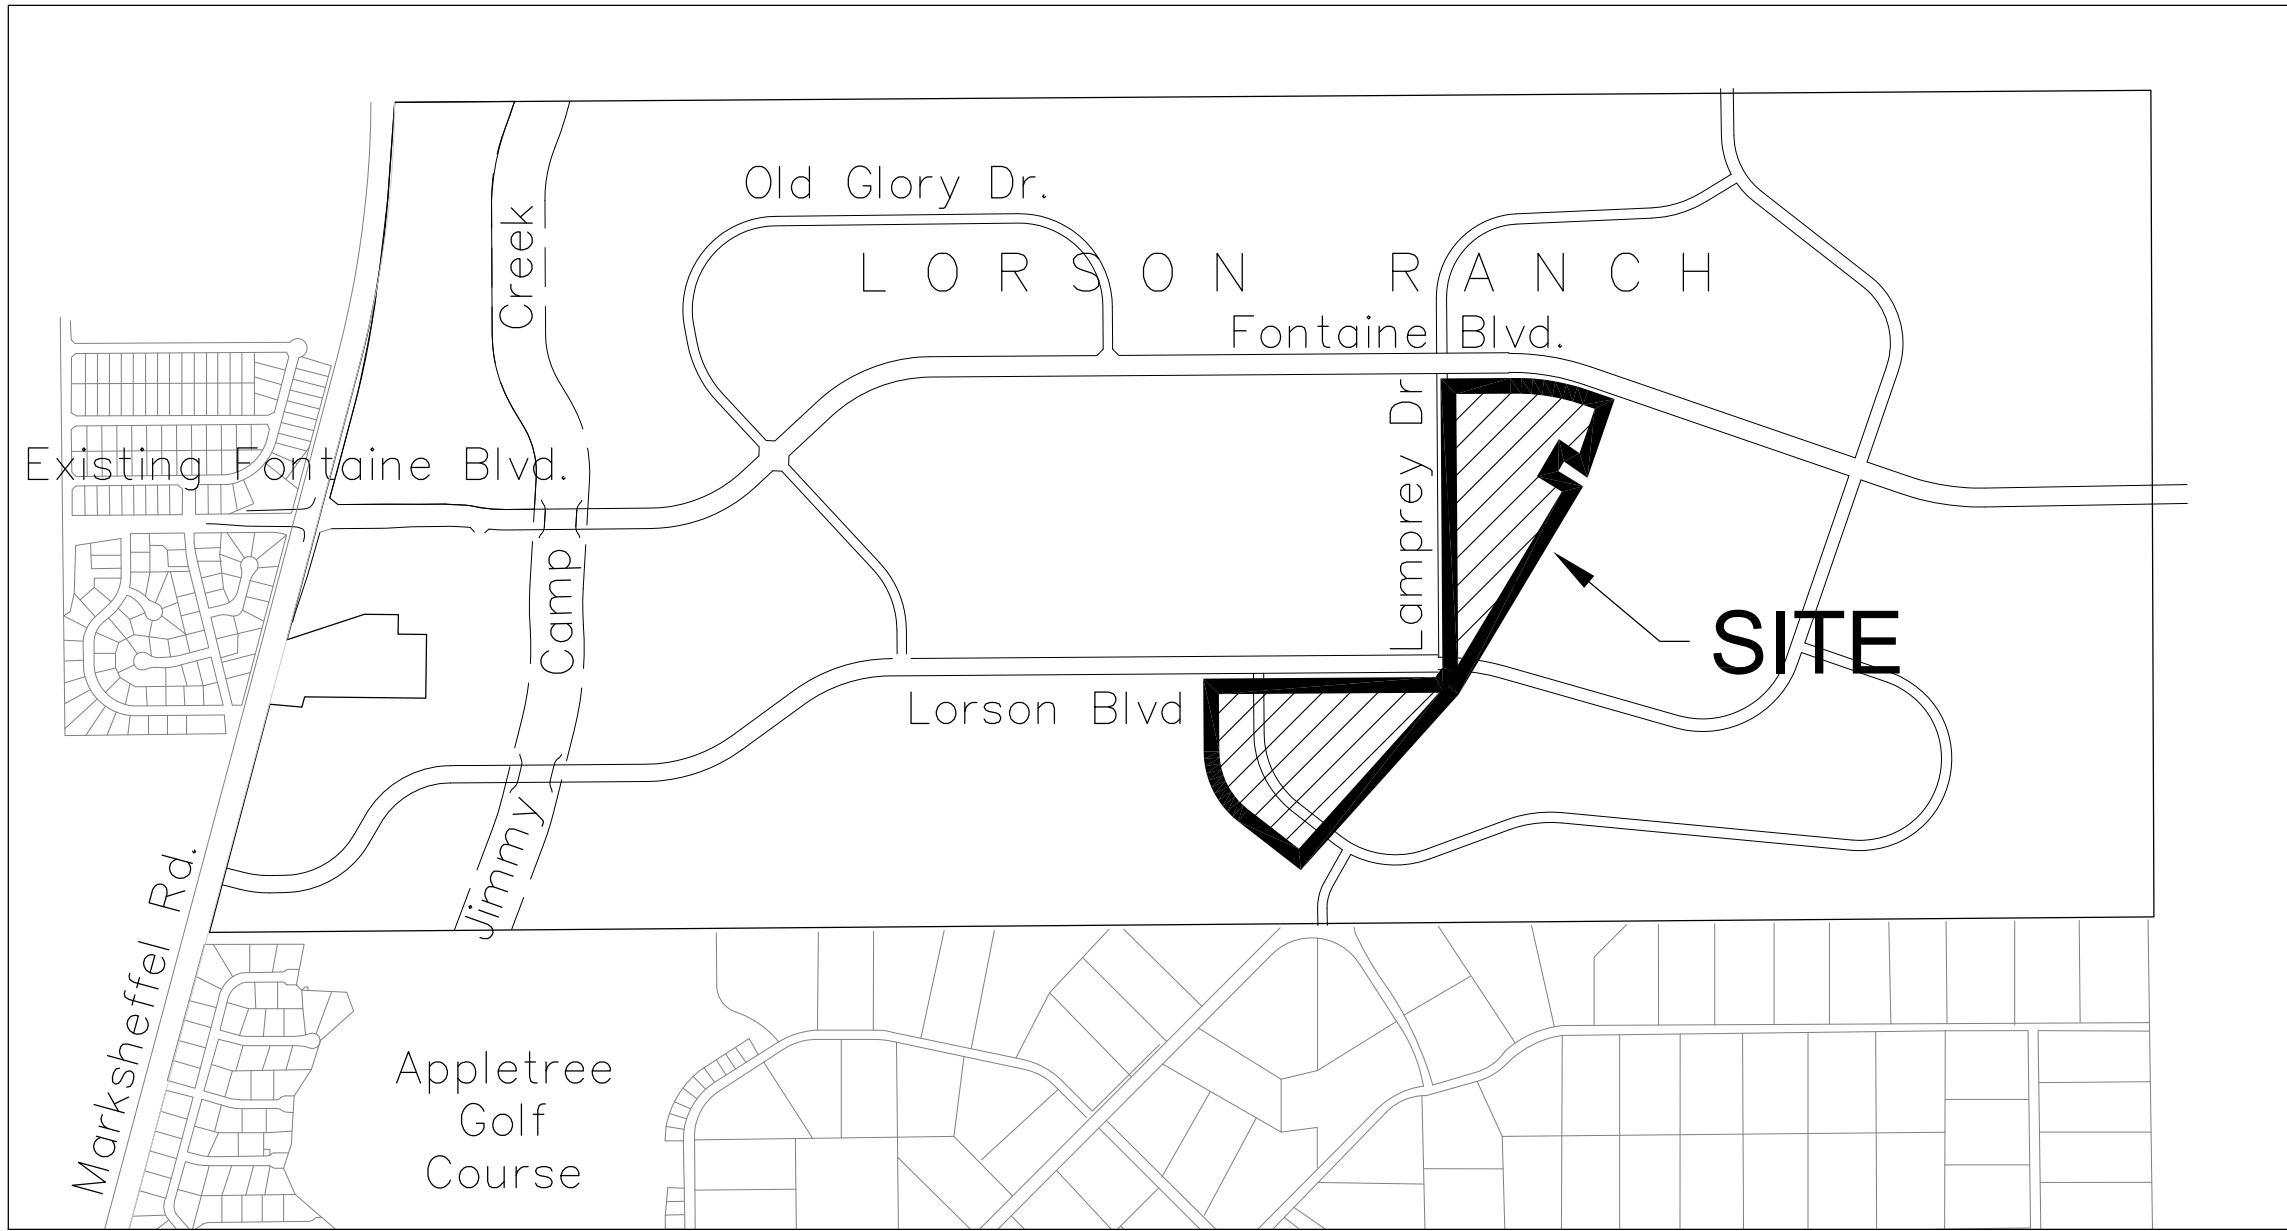 Old Glory Dr.
Creek
LORSON RANCH
Fontaine Blvd.
Existing Fontaine Blvd.
Lamprey Dr
Camp
SITE
Lorson Blvd
Jimmy
Marksheffel Rd.
Appletree
Golf
Course